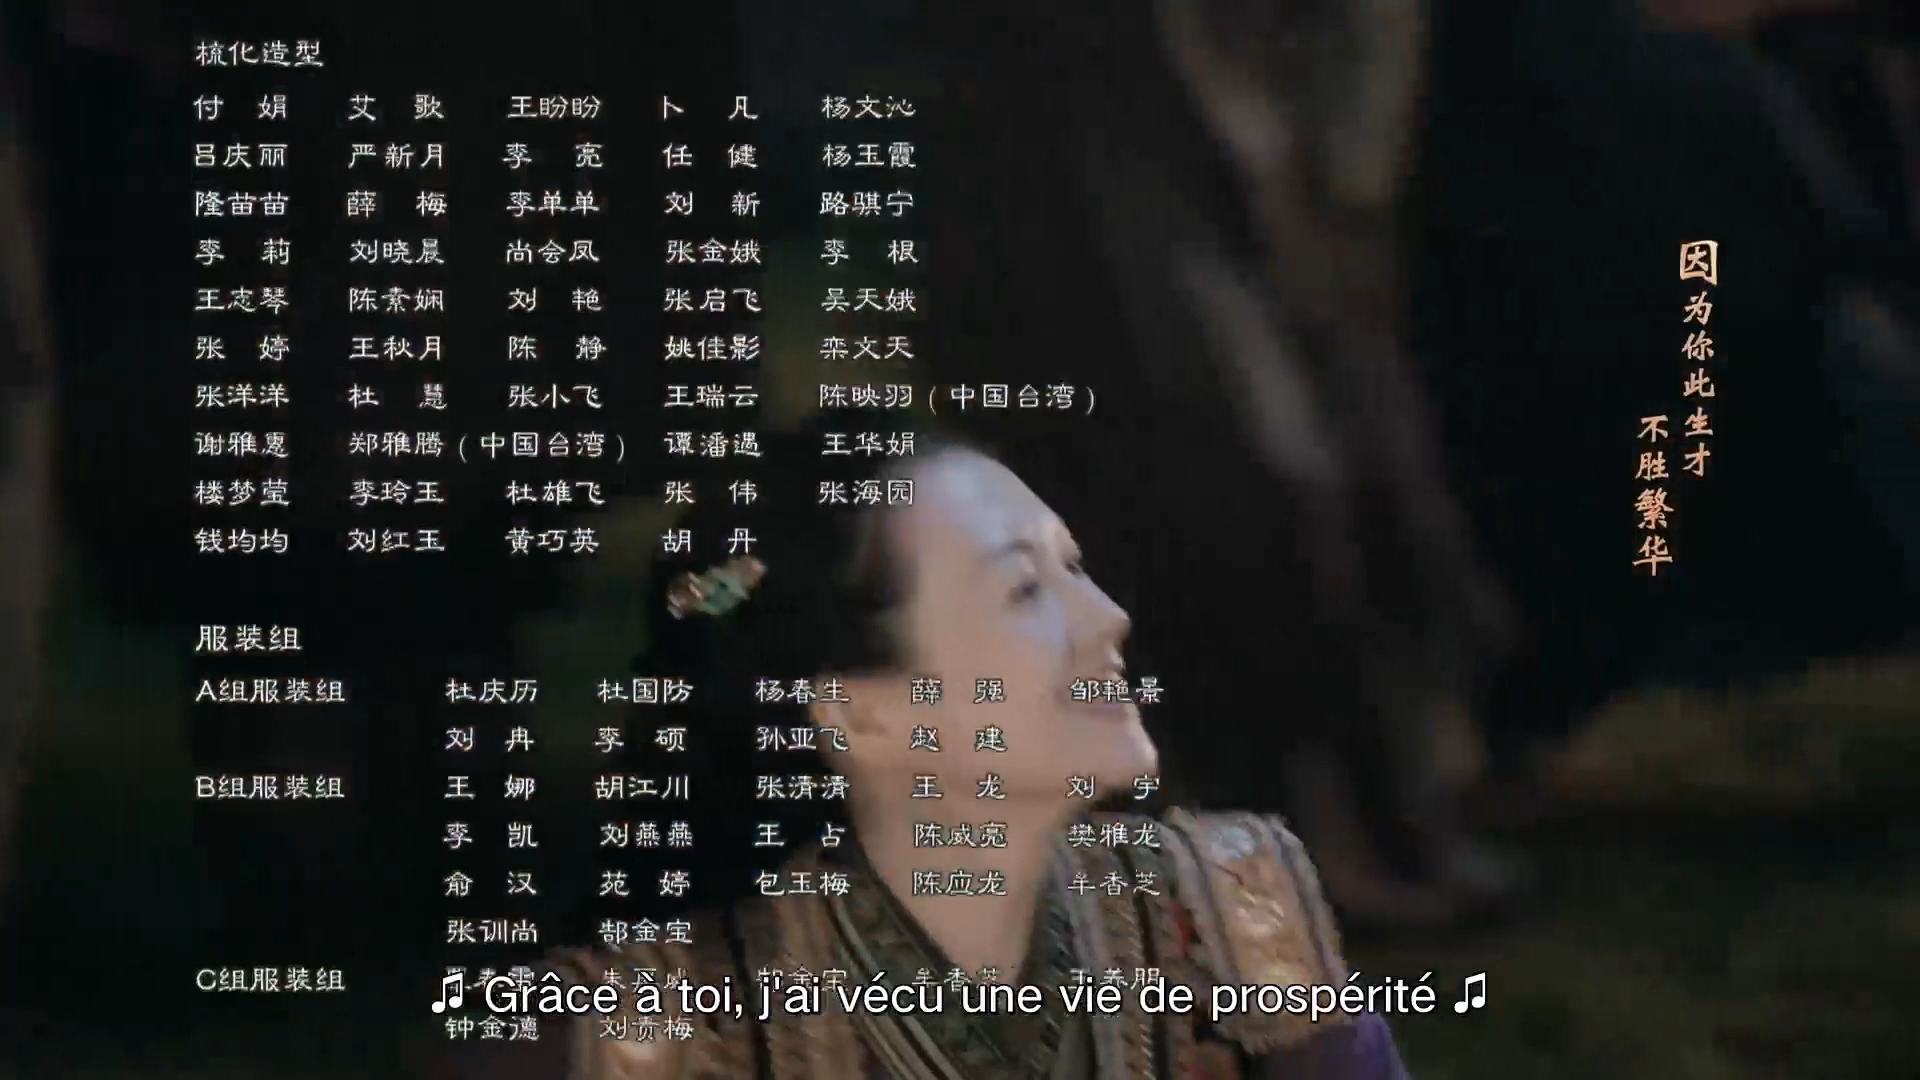 梳化造型
付 娟 艾 歌 王盼盼 卜 凡 杨文沁
吕庆丽 严新月 李 亮 任 健 杨玉霞
隆苗苗 薛 梅 李单单 刘 新 路骐宁
李 莉 刘晓晨 尚会凤 张金娥 李 根
王志琴 陈素娴 刘 艳 张启飞 吴天娥
张 婷 王秋月 陈 静 姚佳影 栾文天
张洋洋 杜 慧 张小飞 王瑞云 陈映羽(中国台湾)
谢雅惠 郑雅腾(中国台湾) 谭潘遇 王华娟
楼梦莹 李玲玉 杜雄飞 张 伟 张海园
钱均均 刘红玉 黄巧英 胡 丹
服装组
A组服装组 杜庆历 杜国防 杨春生 薛 强 邹艳景
刘 冉 李 硕 孙亚飞 赵 建
B组服装组 王 娜 胡江川 张清清 王 龙 刘 宇
李 凯 刘燕燕 王 占 陈威亮 樊雅龙
俞 汉 苑 婷 包玉梅 陈应龙 牟香芝
张训尚 郜金宝
C组服装组 郜金宝 牟香芝
钟金德 刘贵梅
因为你此生才
不胜繁华
♫ Grâce à toi, j'ai vécu une vie de prospérité ♫